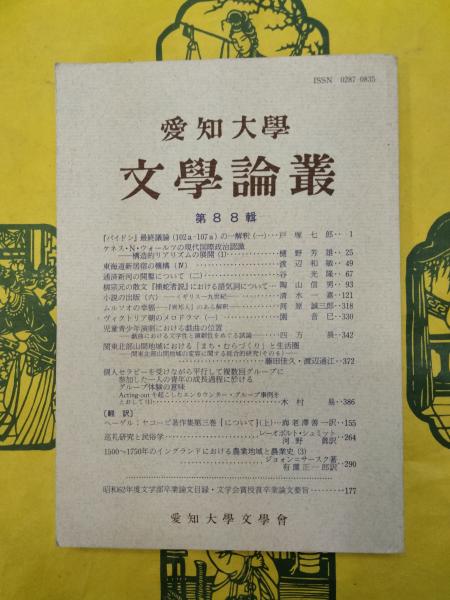 ISSN 0287-0835
愛知大學
文學論叢
第88輯
『パイドン』最終議論(102a-107a)の一解釈(一)…戸塚七郎‥1
ケネス・N・ウォールツの現代国際政治認識
――構造的リアリズムの展開(1)………樋野芳雄‥25
東海道新居宿の機構(Ⅳ)………渡辺和敏‥49
通済新河の開鑿について(二)………谷光隆‥67
柳宗元の散文「捕蛇者説」における語気詞について…陶山信男‥93
小説の出版(六)――イギリス一九世紀――………清水嘉‥121
ムルソオの幸福――『異邦人』のある解釈――………河原誠三郎‥318
ヴィクトリア朝のメロドラマ(一)………園音巳‥330
児童青少年演劇における戯曲の位置
――戯曲における文学性と演劇性をめぐる試論――………四方晨‥342
関東北部山間地域における「まち・むらづくり」と生活圏
――関東北部山間地域の変容に関する総合的研究(その6)――
………藤田佳久・渡辺通江‥372
個人セラピーを受けながら平行して複数回グループに
参加した一人の青年の成長過程に於ける
グループ体験の意味
Acting-outを起こしたエンカウンター・グループ事例を
とおして(I)………木村易‥386
【翻訳】
ヘーゲル:ヤコービ著作集第三巻〔について〕(上)…海老澤善一訳‥155
巡礼研究と民俗学………レーオポルト・シュミット
河野眞訳‥264
1500~1750年のイングランドにおける農業地域と農業史(3)
………ジョオン=サースク著
有薗正一郎訳‥290
昭和62年度文学部卒業論文目録・文学会賞授賞卒業論文要旨………177
愛知大學文學會